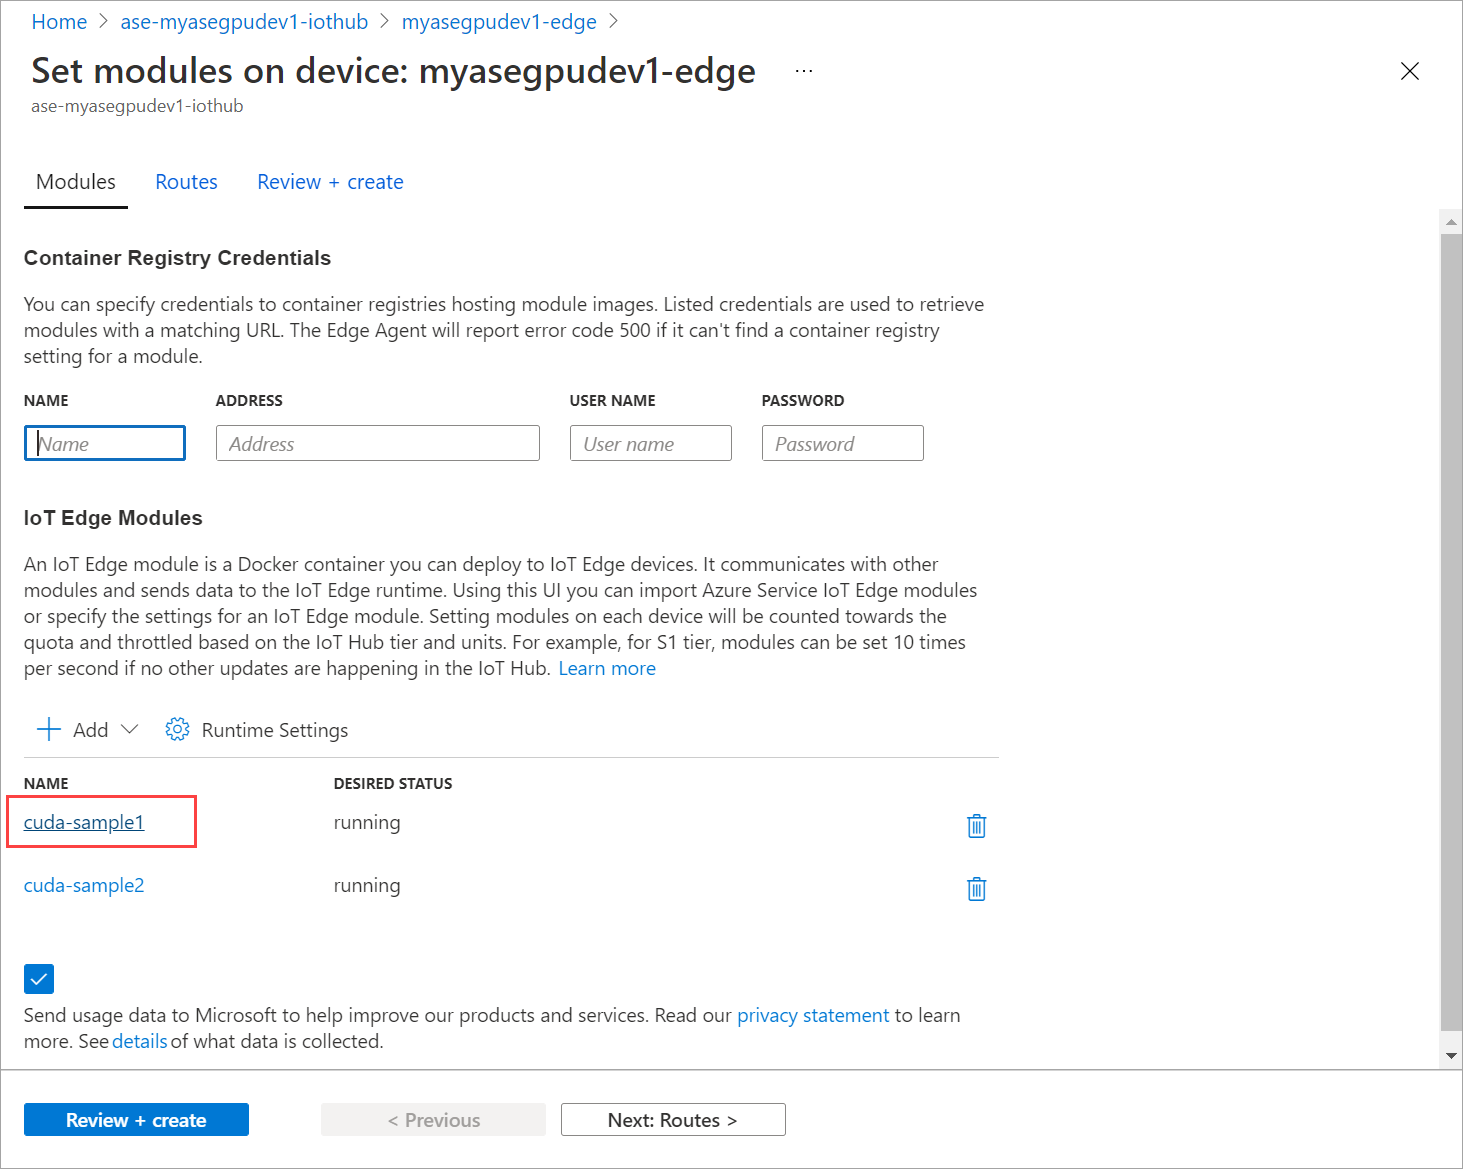 Home > ase-myasegpudev1-iothub > myasegpudev1-edge >
Set modules on device: myasegpudev1-edge ...
ase-myasegpudev1-iothub
Modules Routes Review + create
Container Registry Credentials
You can specify credentials to container registries hosting module images. Listed credentials are used to retrieve
modules with a matching URL. The Edge Agent will report error code 500 if it can't find a container registry
setting for a module.
NAME ADDRESS USER NAME PASSWORD
Name Address User name Password
IoT Edge Modules
An IoT Edge module is a Docker container you can deploy to IoT Edge devices. It communicates with other
modules and sends data to the IoT Edge runtime. Using this UI you can import Azure Service IoT Edge modules
or specify the settings for an IoT Edge module. Setting modules on each device will be counted towards the
quota and throttled based on the IoT Hub tier and units. For example, for S1 tier, modules can be set 10 times
per second if no other updates are happening in the IoT Hub. Learn more
Add Runtime Settings
NAME DESIRED STATUS
cuda-sample1 running
cuda-sample2 running
Send usage data to Microsoft to help improve our products and services. Read our privacy statement to learn
more. See details of what data is collected.
Review + create < Previous Next: Routes >